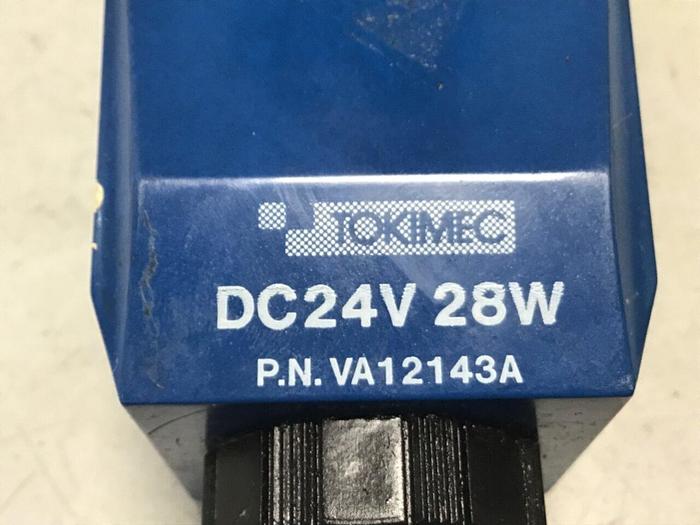 TOKIMEC
DC24V 28W
P.N. VA12143A